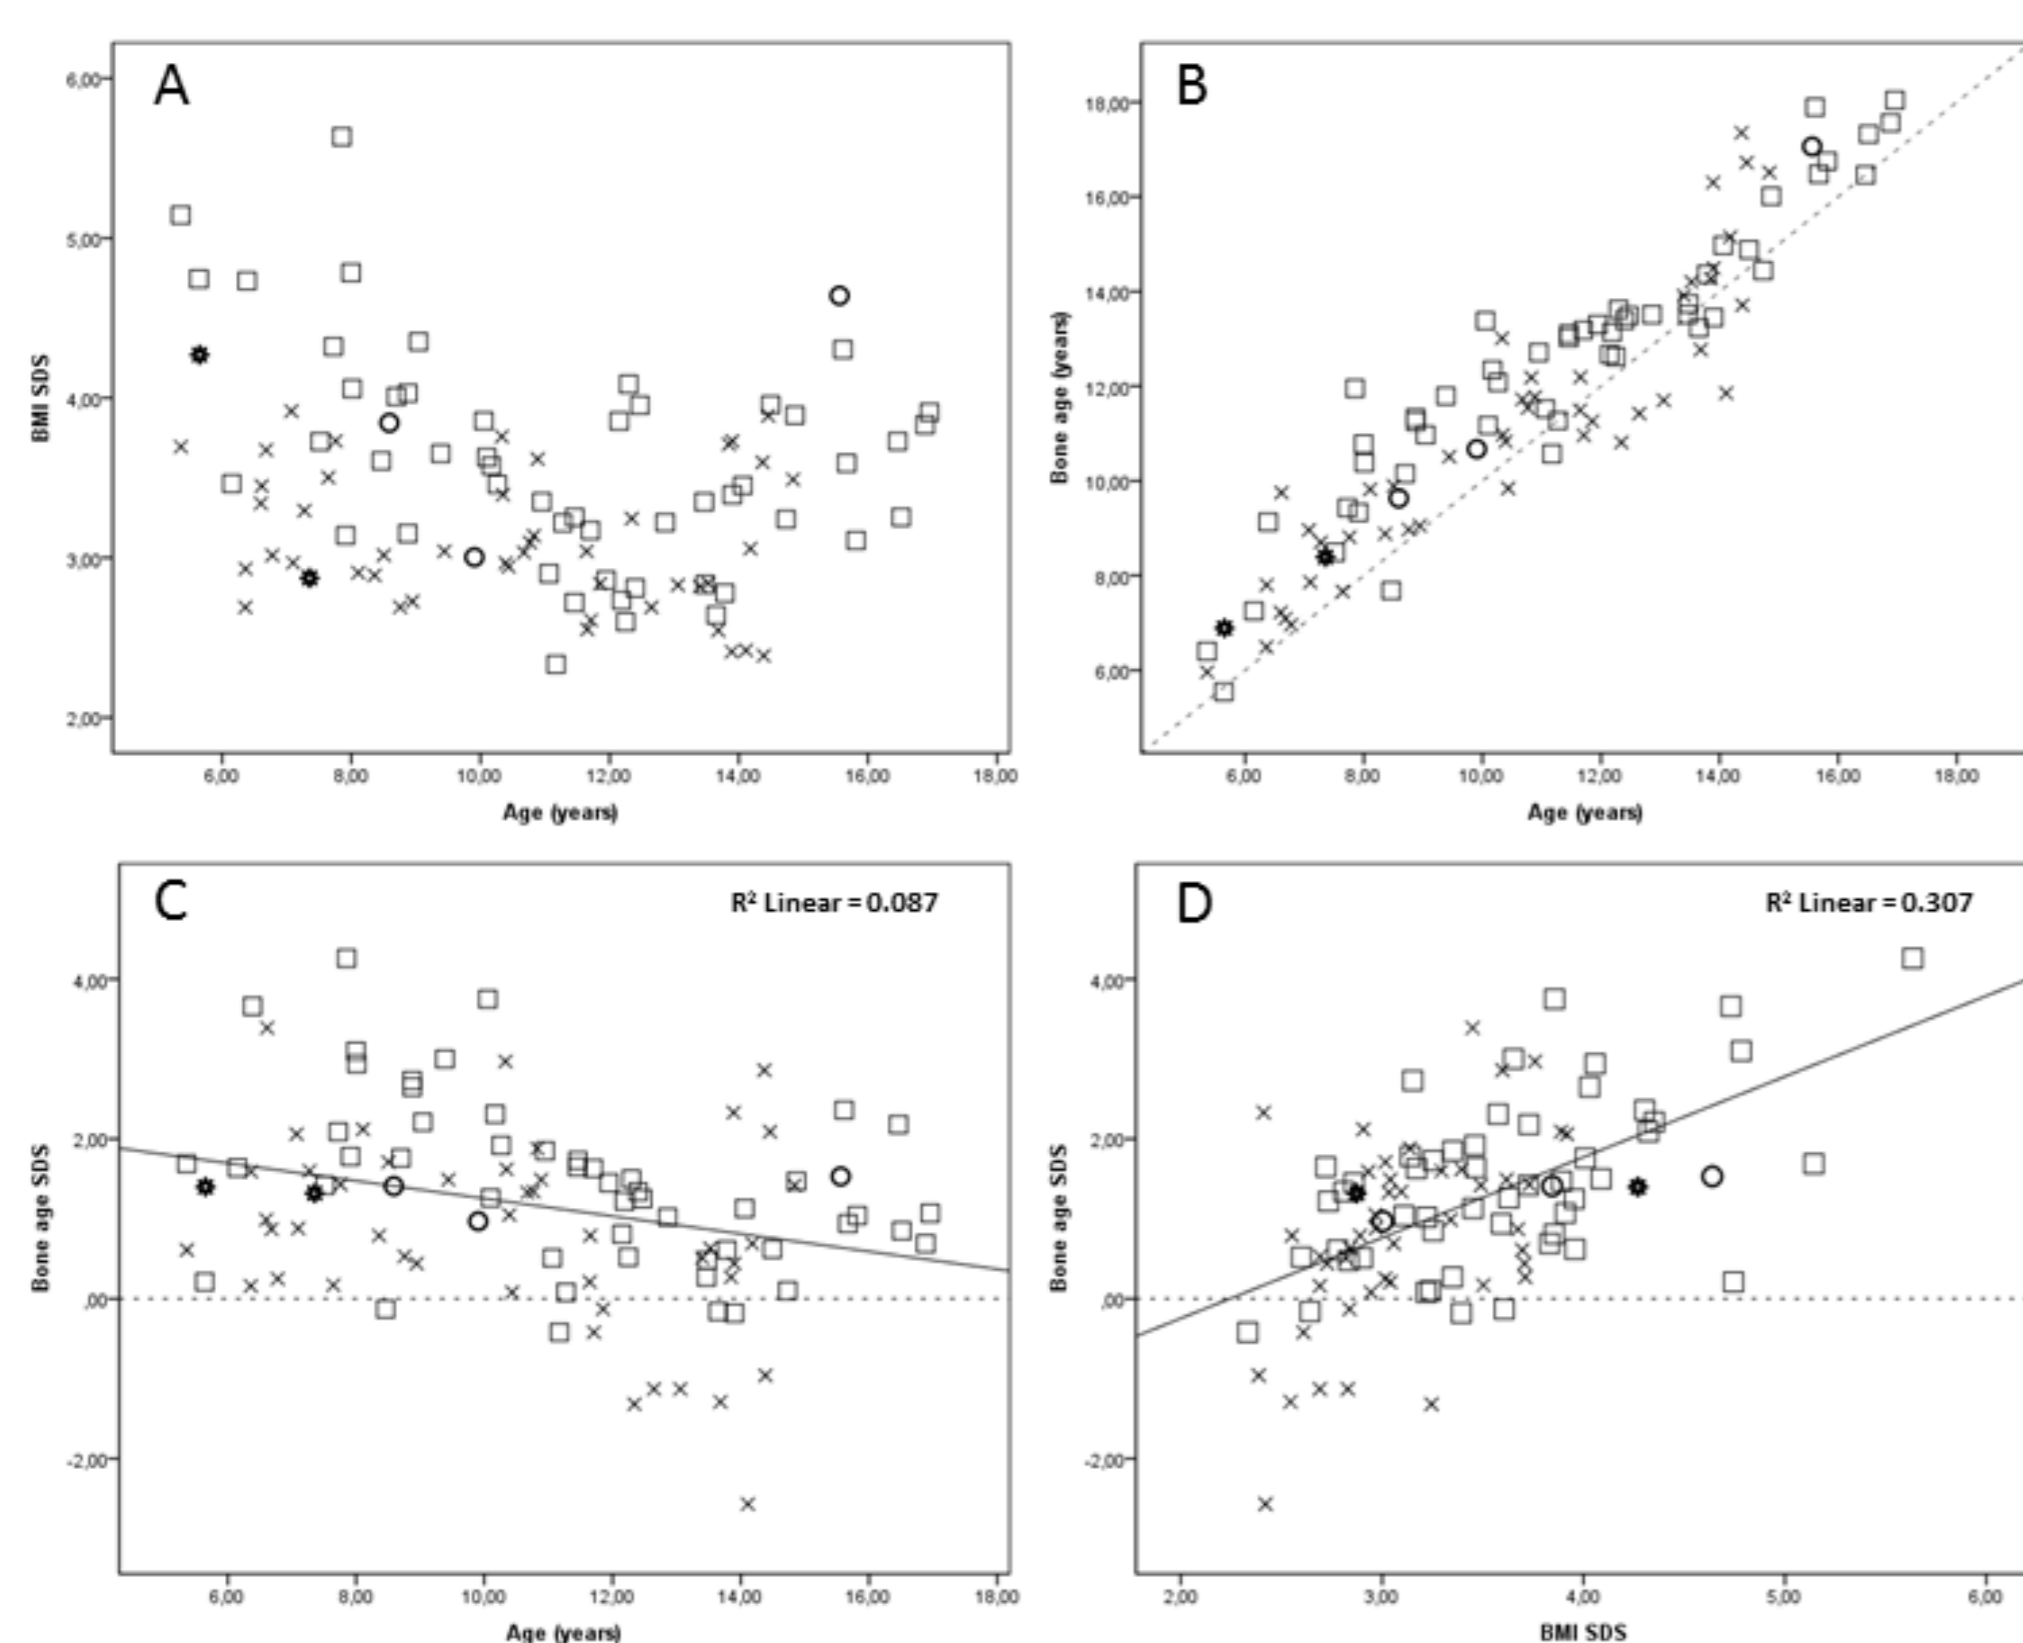 A
6,00
5,00
4,00
3,00
2,00
BMI SDS
6,00 8,00 10,00 12,00 14,00 16,00 18,00
Age (years)
B
18,00
16,00
14,00
12,00
10,00
8,00
6,00
Bone age (years)
6,00 8,00 10,00 12,00 14,00 16,00 18,00
Age (years)
C
R² Linear = 0.087
4,00
2,00
,00
-2,00
Bone age SDS
6,00 8,00 10,00 12,00 14,00 16,00 18,00
Age (years)
D
R² Linear = 0.307
4,00
2,00
,00
-2,00
Bone age SDS
2,00 3,00 4,00 5,00 6,00
BMI SDS